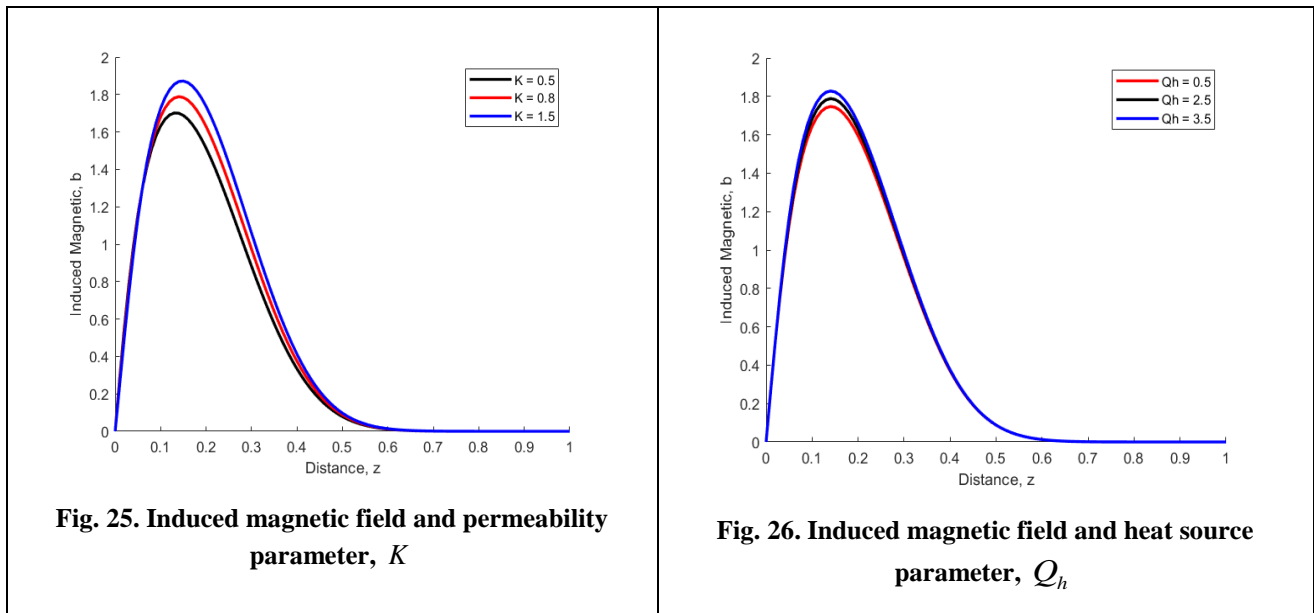 2
1.8
1.6
1.4
1.2
1
0.8
0.6
0.4
0.2
0
Induced Magnetic, b
K = 0.5
K = 0.8
K = 1.5
0 0.1 0.2 0.3 0.4 0.5 0.6 0.7 0.8 0.9 1
Distance, z
Fig. 25. Induced magnetic field and permeability
parameter, K
2
1.8
1.6
1.4
1.2
1
0.8
0.6
0.4
0.2
0
Induced Magnetic, b
Qh = 0.5
Qh = 2.5
Qh = 3.5
0 0.1 0.2 0.3 0.4 0.5 0.6 0.7 0.8 0.9 1
Distance, z
Fig. 26. Induced magnetic field and heat source
parameter, Qₕ